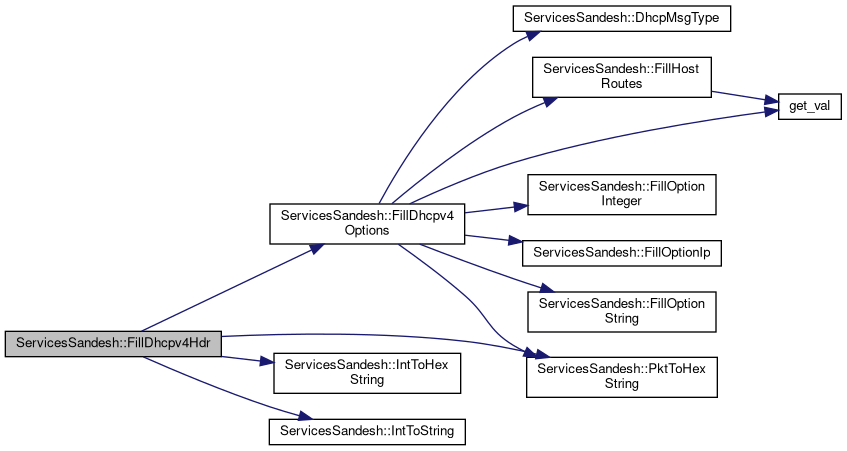 ServicesSandesh::DhcpMsgType
ServicesSandesh::FillHost
Routes
get_val
ServicesSandesh::FillOption
Integer
ServicesSandesh::FillDhcpv4
Options
ServicesSandesh::FillOptionIp
ServicesSandesh::FillOption
String
ServicesSandesh::FillDhcpv4Hdr
ServicesSandesh::IntToHex
String
ServicesSandesh::PktToHex
String
ServicesSandesh::IntToString